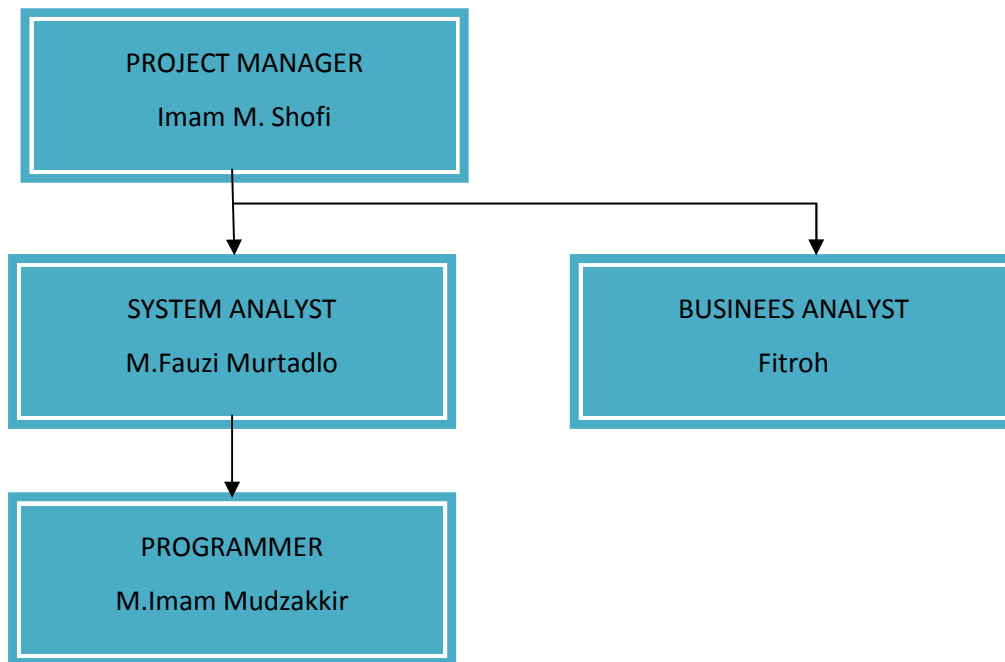 PROJECT MANAGER
Imam M. Shofi
SYSTEM ANALYST
M.Fauzi Murtadlo
BUSINEES ANALYST
Fitroh
PROGRAMMER
M.Imam Mudzakkir